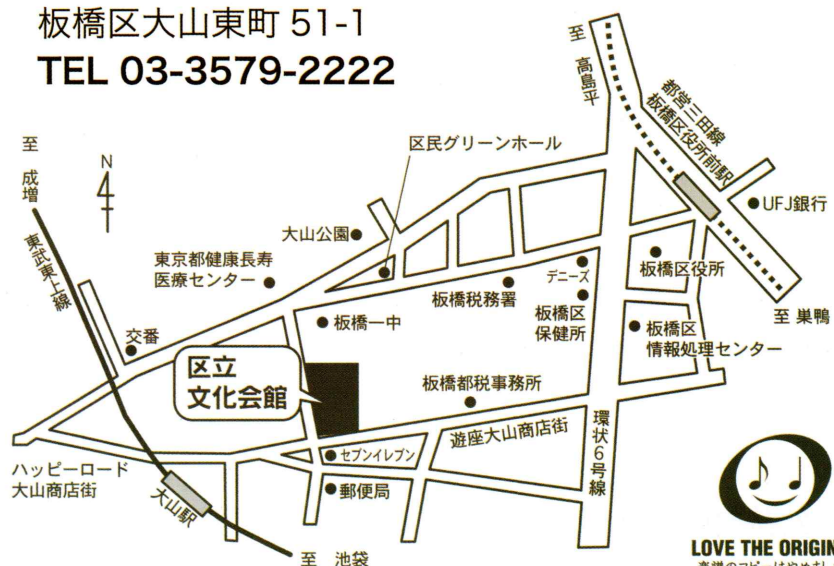 板橋区大山東町 51-1
TEL 03-3579-2222
至 高島平
都営三田線
板橋区役所前駅
至 成増
N
区民グリーンホール
UFJ銀行
大山公園
東武東上線
東京都健康長寿
医療センター
デニーズ
板橋区役所
板橋税務署
板橋区
保健所
至 巣鴨
交番
板橋一中
板橋区
情報処理センター
区立
文化会館
板橋都税事務所
遊座大山商店街
環状6号線
ハッピーロード
大山商店街
セブンイレブン
大山駅
郵便局
至 池袋
LOVE THE ORIGIN